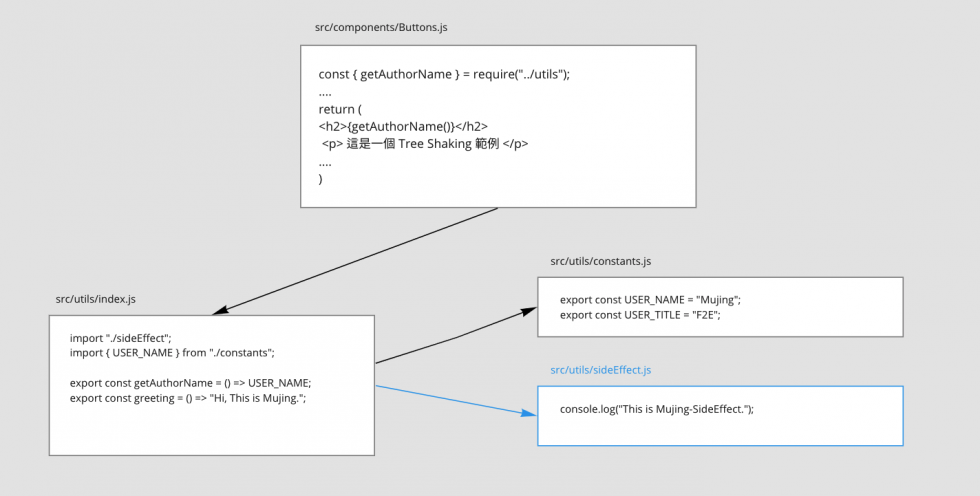 src/components/Buttons.js
const { getAuthorName } = require("../utils");
....
return (
<h2>{getAuthorName()}</h2>
<p> 這是一個 Tree Shaking 範例 </p>
....
)
src/utils/index.js
import "./sideEffect";
import { USER_NAME } from "./constants";
export const getAuthorName = () => USER_NAME;
export const greeting = () => "Hi, This is Mujing.";
src/utils/constants.js
export const USER_NAME = "Mujing";
export const USER_TITLE = "F2E";
src/utils/sideEffect.js
console.log("This is Mujing-SideEffect.");